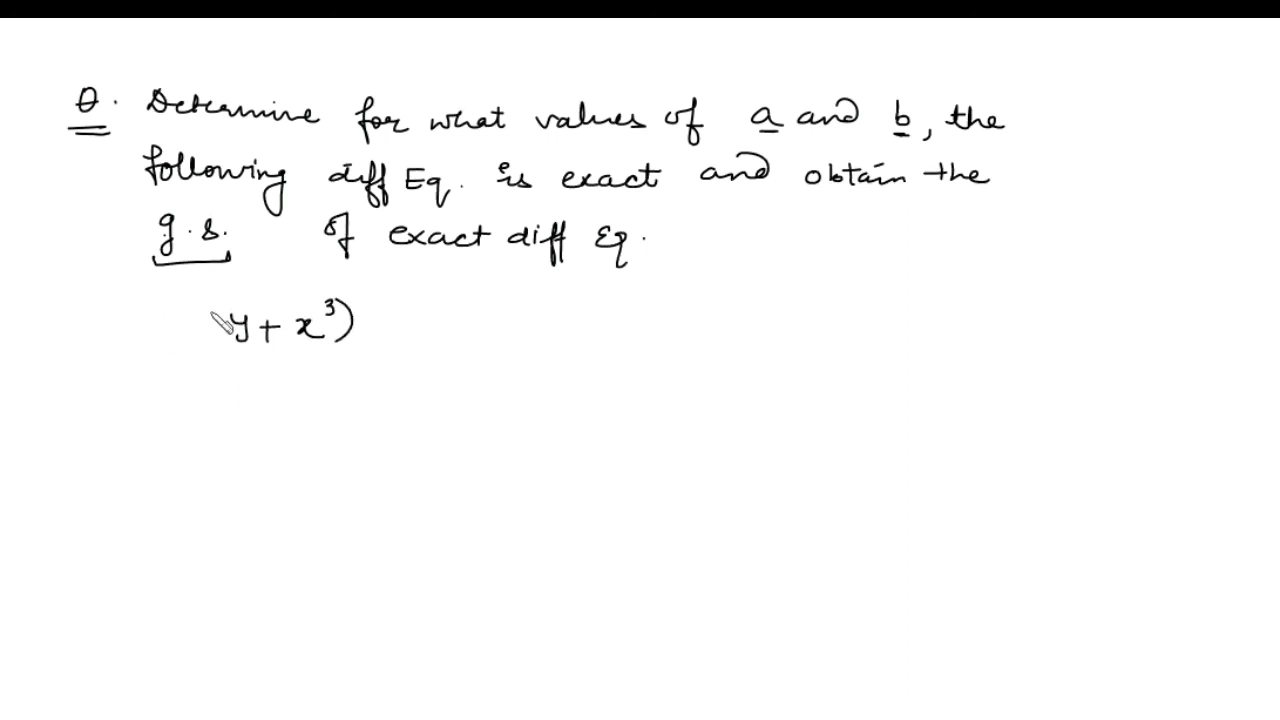 Q. Determine for what values of a and b, the
following diff Eq. is exact and obtain the
g.s. of exact diff Eq.
y + x³)